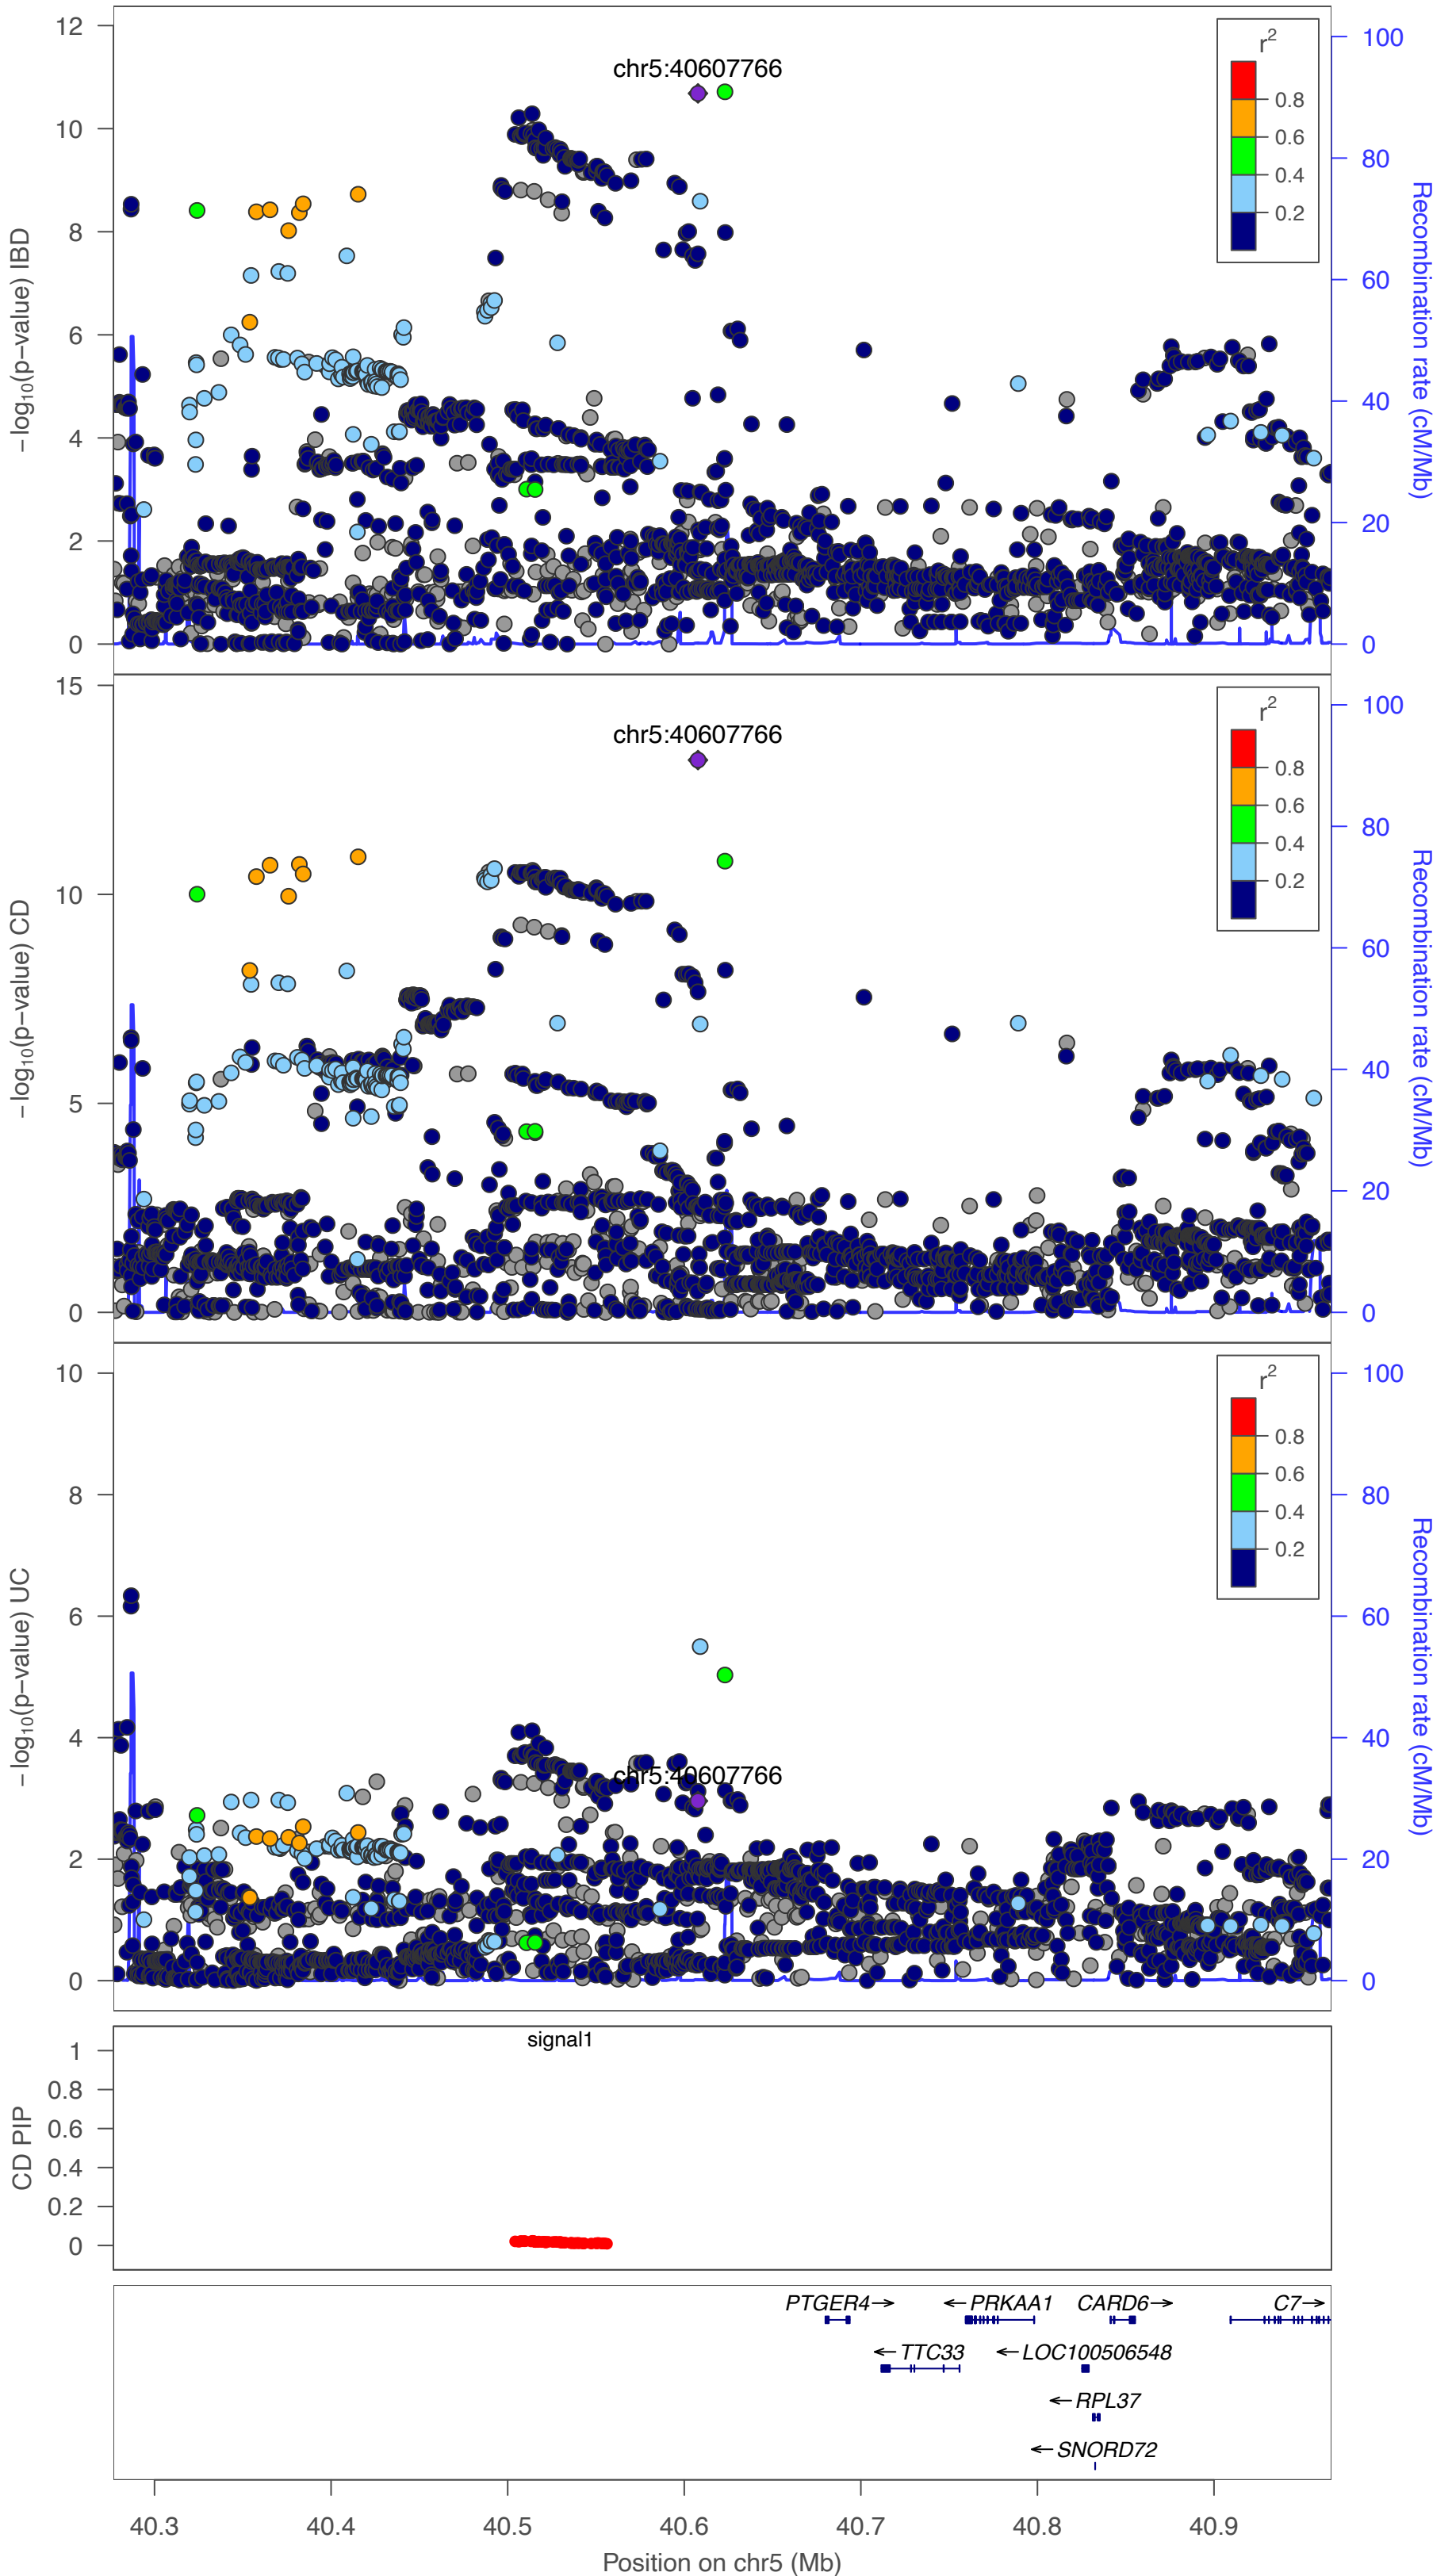 12
10
8
6
4
2
0
−log10(p−value) IBD
chr5:40607766
r2
0.8
0.6
0.4
0.2
100
80
60
40
20
0
Recombination rate (cM/Mb)
15
10
5
0
−log10(p−value) CD
chr5:40607766
r2
0.8
0.6
0.4
0.2
100
80
60
40
20
0
Recombination rate (cM/Mb)
10
8
6
4
2
0
−log10(p−value) UC
chr5:40607766
r2
0.8
0.6
0.4
0.2
100
80
60
40
20
0
Recombination rate (cM/Mb)
signal1
1
0.8
0.6
0.4
0.2
0
CD PIP
PTGER4→ ←PRKAA1 CARD6→ C7→
←TTC33 ←LOC100506548
←RPL37
←SNORD72
40.3 40.4 40.5 40.6 40.7 40.8 40.9
Position on chr5 (Mb)